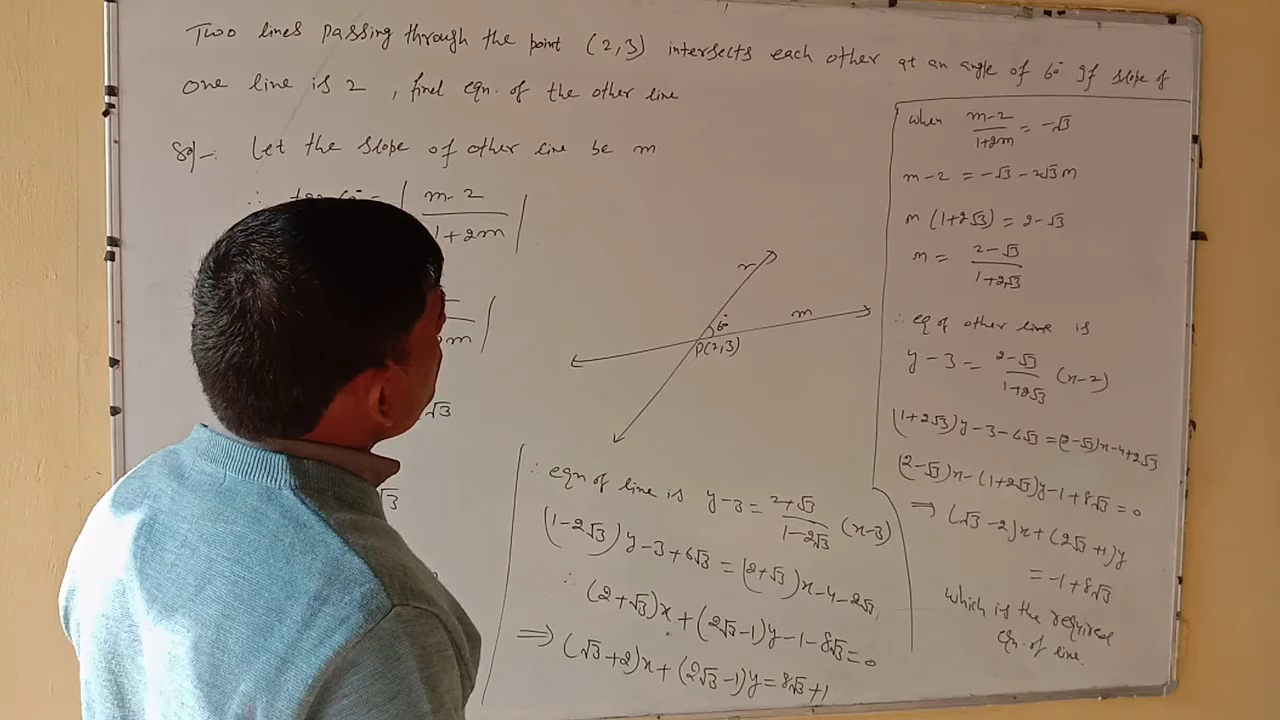 Two lines passing through the point (2,3) intersects each other at an angle of 60° If slope of
one line is 2 , find eqn. of the other line
Sol-: Let the slope of other line be m
∴ tan 60° = | m-2 / 1+2m |
√3
√3
r
m
60°
P(2,3)
∴ eqn of line is y-3 = 2+√3 / 1-2√3 (x-3)
(1-2√3)y-3+6√3 = (2+√3)x-4-2√3
∴ (2+√3)x+(2√3-1)y-1-8√3=0
⟹ (√3+2)x+(2√3-1)y=8√3+1
when m-2 / 1+2m = -√3
m-2 = -√3-2√3m
m(1+2√3) = 2-√3
m = 2-√3 / 1+2√3
∴ eq of other line is
y-3 = 2-√3 / 1+2√3 (x-2)
(1+2√3)y-3-6√3=(2-√3)x-4+2√3
(2-√3)x-(1+2√3)y-1+8√3=0
⟹ (√3-2)x+(2√3+1)y
= -1+8√3
which is the required
eqn. of line.